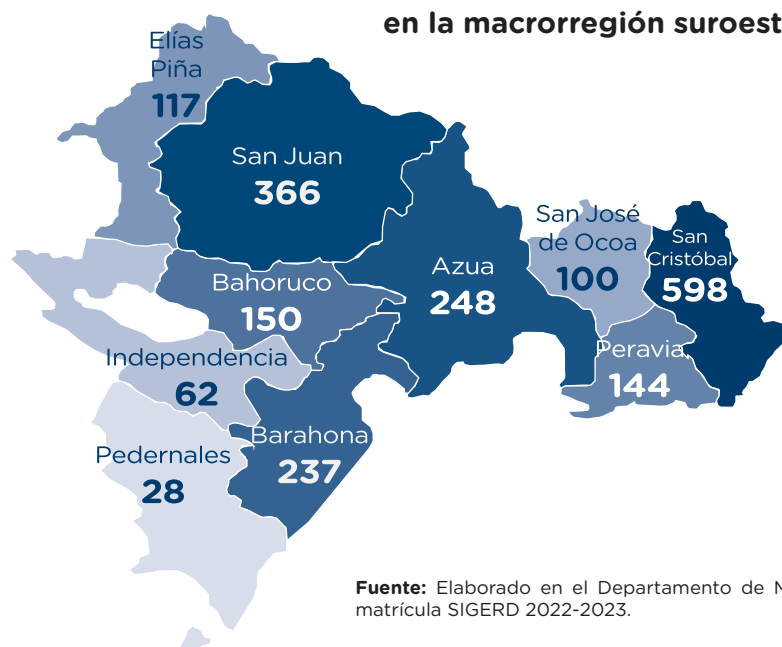 en la macrorregión suroest
Elías
Piña
117
San Juan
366
San José
de Ocoa
100
San
Cristóbal
598
Azua
248
Bahoruco
150
Peravia
144
Independencia
62
Barahona
237
Pedernales
28
Fuente: Elaborado en el Departamento de
matrícula SIGERD 2022-2023.